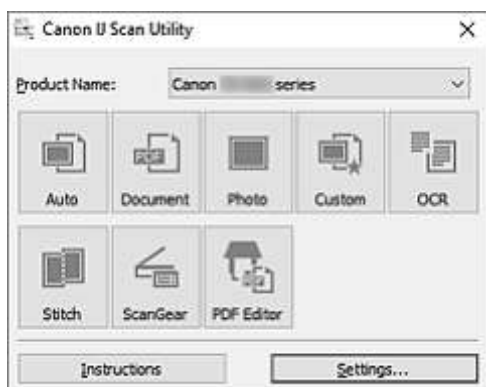 Canon IJ Scan Utility
Product Name: Canon series
Auto Document Photo Custom OCR
PDF
Stitch ScanGear PDF Editor
Instructions Settings...